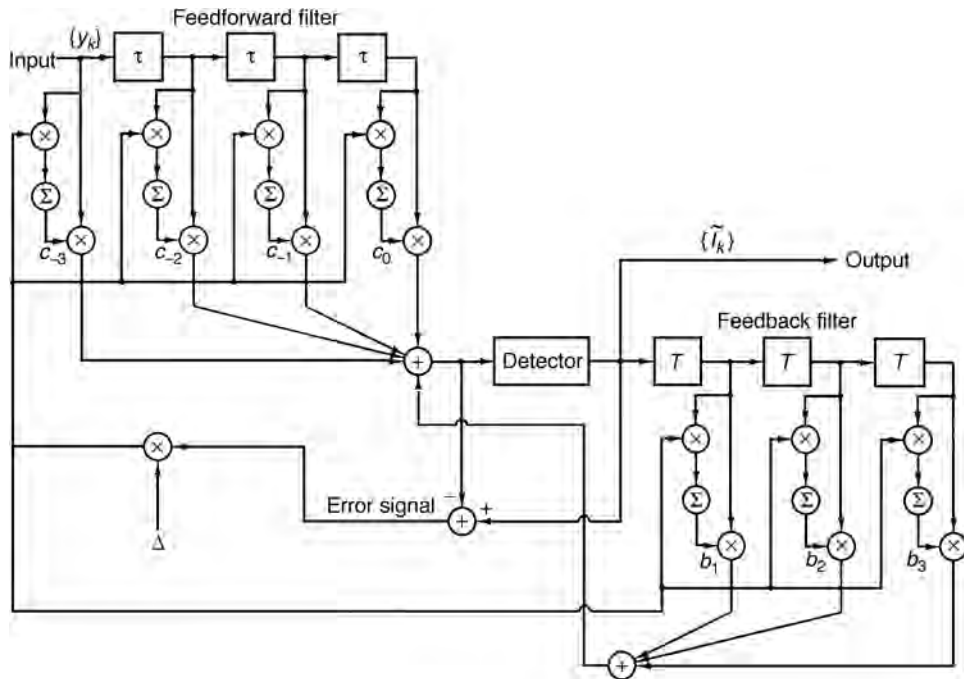 Feedforward filter
{y_k}
Input
τ τ τ
× × × ×
Σ Σ Σ Σ
× × × ×
c_{-3} c_{-2} c_{-1} c_0
{Ĩ_k}
Output
Feedback filter
+ Detector T T T
× × × ×
Σ Σ Σ
Error signal − + +
Δ
× × ×
b_1 b_2 b_3
+